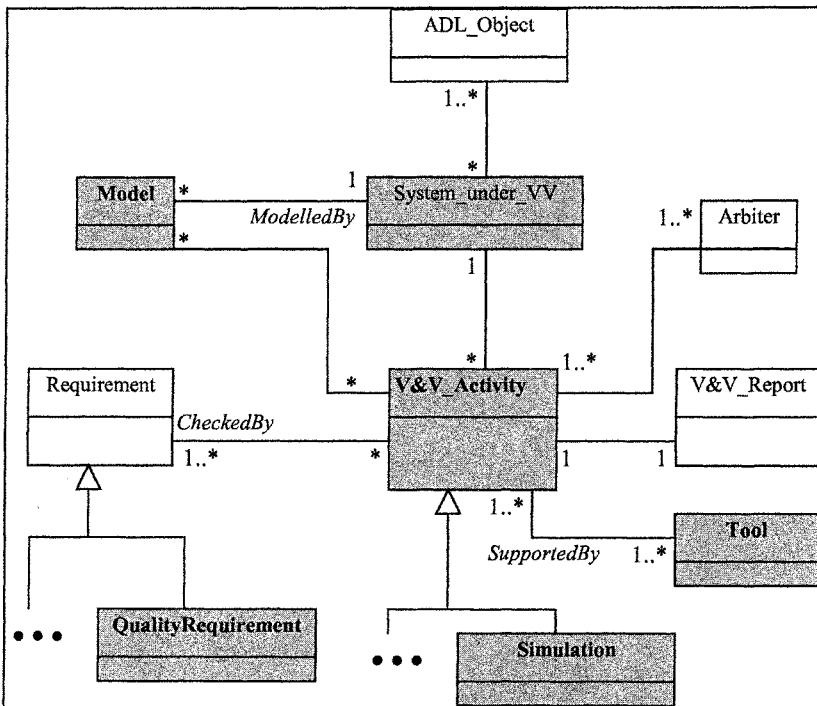 ADL_Object
1..*
*
Model
*
1
System_under_VV
ModelledBy
*
1
1..*
Arbiter
*
1..*
*
Requirement
V&V_Activity
V&V_Report
CheckedBy
1..*
*
1
1
1..*
SupportedBy
1..*
Tool
•••
QualityRequirement
•••
Simulation